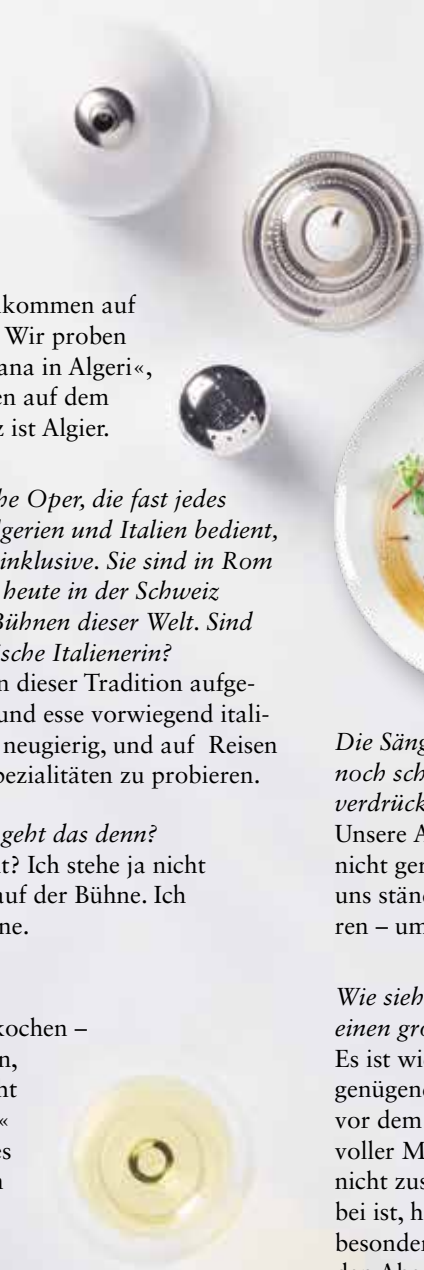 lkommen auf
Wir proben
ana in Algeri«,
en auf dem
z ist Algier.
he Oper, die fast jedes
lgerien und Italien bedient,
inklusive. Sie sind in Rom
heute in der Schweiz
Bühnen dieser Welt. Sind
ische Italienerin?
n dieser Tradition aufge-
und esse vorwiegend itali-
neugierig, und auf Reisen
pezialitäten zu probieren.
geht das denn?
t? Ich stehe ja nicht
auf der Bühne. Ich
ne.
kochen –
n,
nt
«
es
n
Die Säng
noch sch
verdrück
Unsere A
nicht ger
uns stän
ren – um
Wie sieh
einen gro
Es ist wi
genügend
vor dem
voller M
nicht zus
bei ist, h
besonder